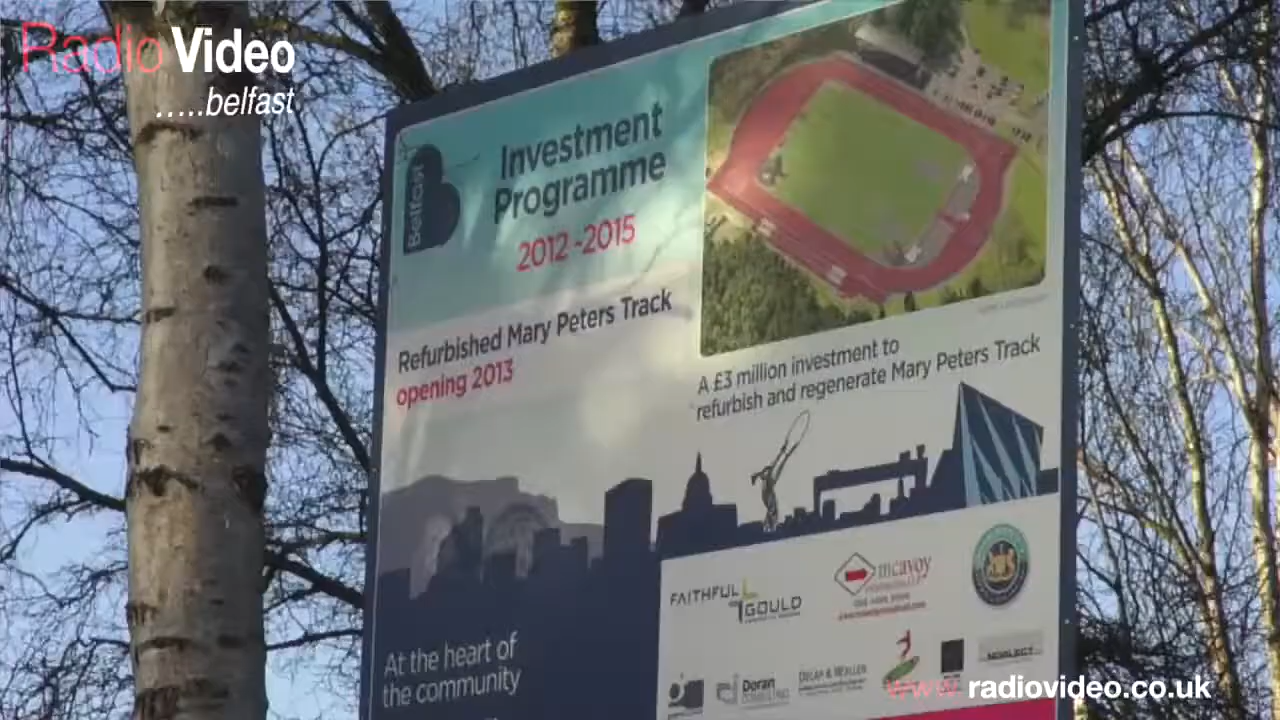 Radio Video
.....belfast
Belfast
Investment
Programme
2012-2015
Refurbished Mary Peters Track
opening 2013
A £3 million investment to
refurbish and regenerate Mary Peters Track
At the heart of
the community
FAITHFUL
GOULD
mcavoy
Doran
www.radiovideo.co.uk